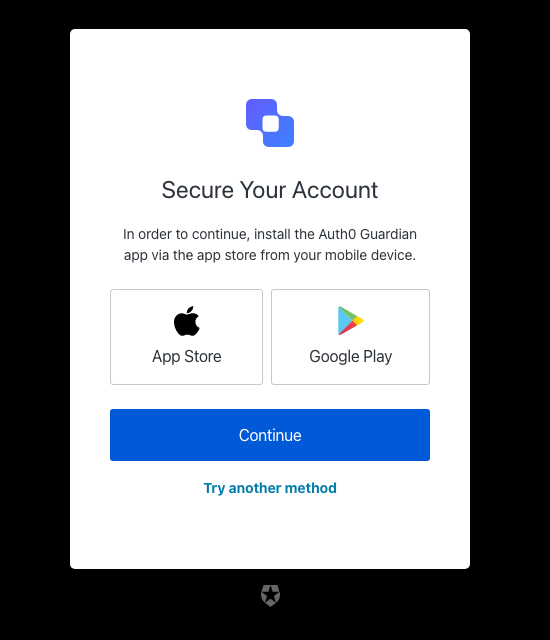 Secure Your Account
In order to continue, install the Auth0 Guardian
app via the app store from your mobile device.
App Store
Google Play
Continue
Try another method